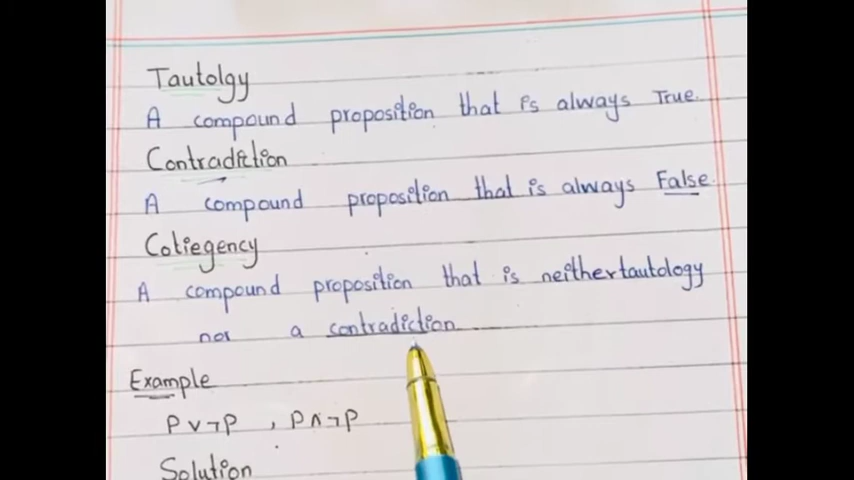 Tautolgy
A compound proposition that is always True.
Contradiction
A compound proposition that is always False.
Cotiegency
A compound proposition that is neither tautology
nor a contradiction
Example
P ∨ ¬P , P ∧ ¬P
Solution